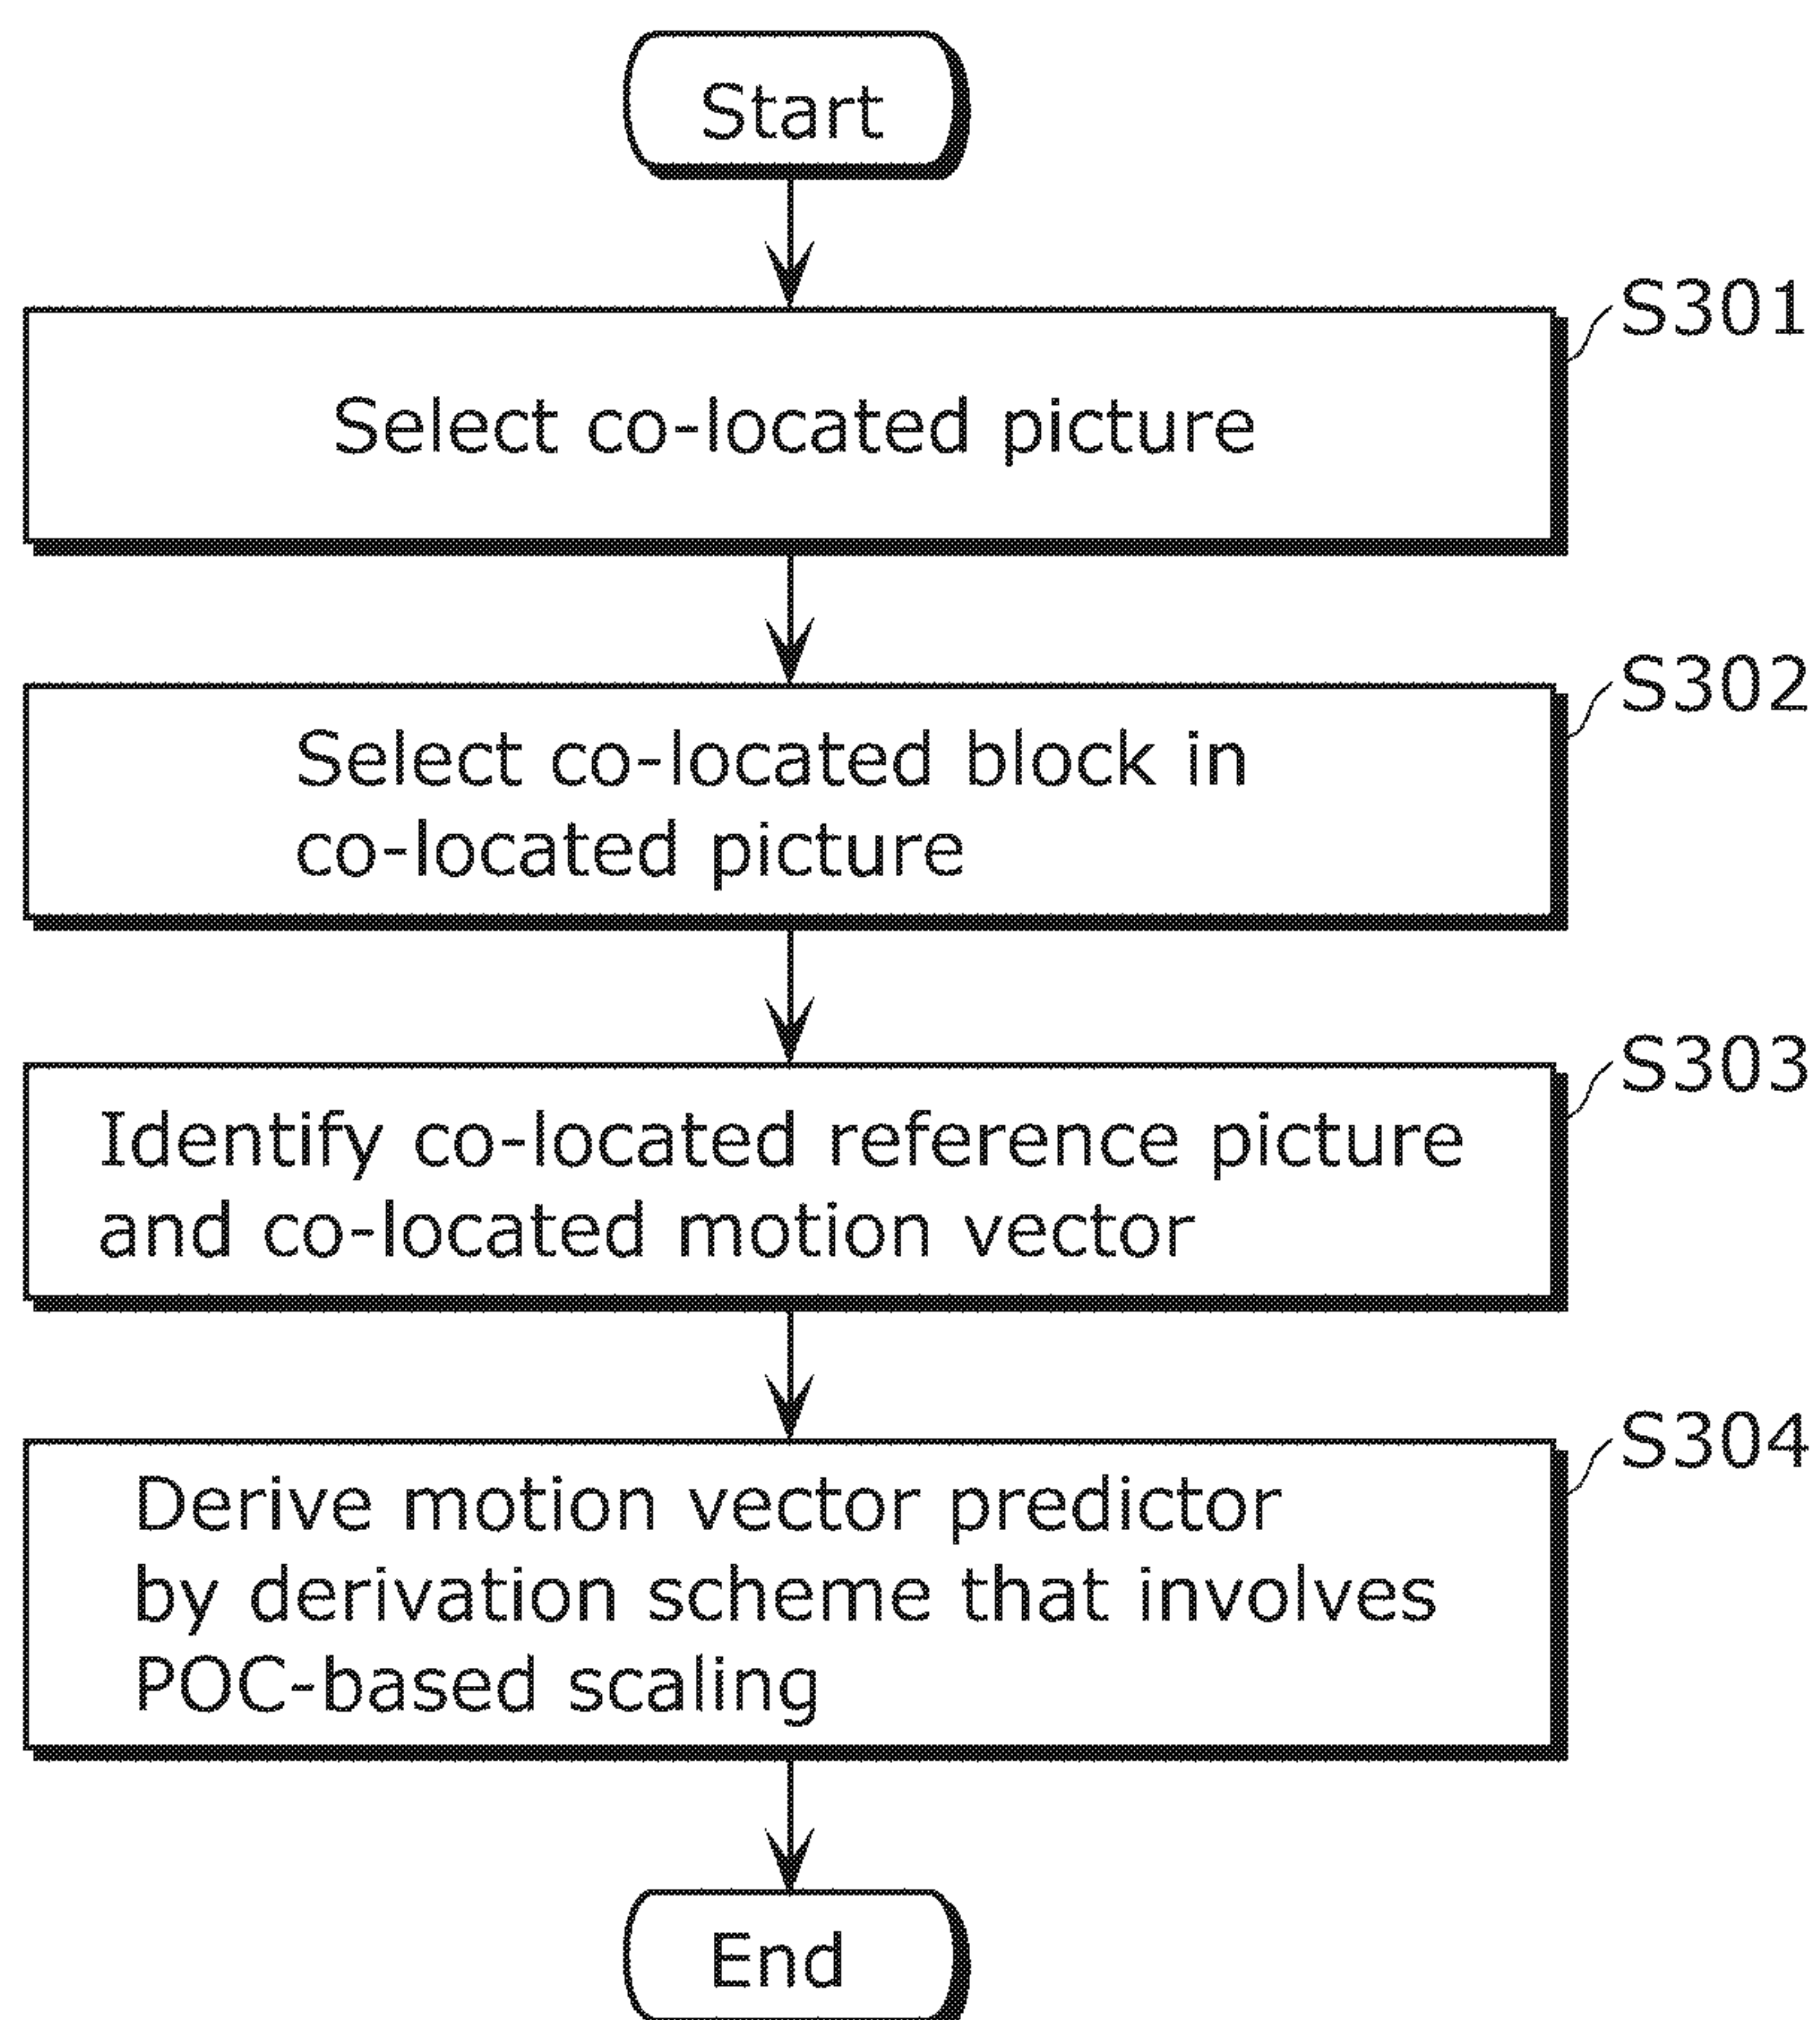 Start
S301
Select co-located picture
S302
Select co-located block in
co-located picture
S303
Identify co-located reference picture
and co-located motion vector
S304
Derive motion vector predictor
by derivation scheme that involves
POC-based scaling
End